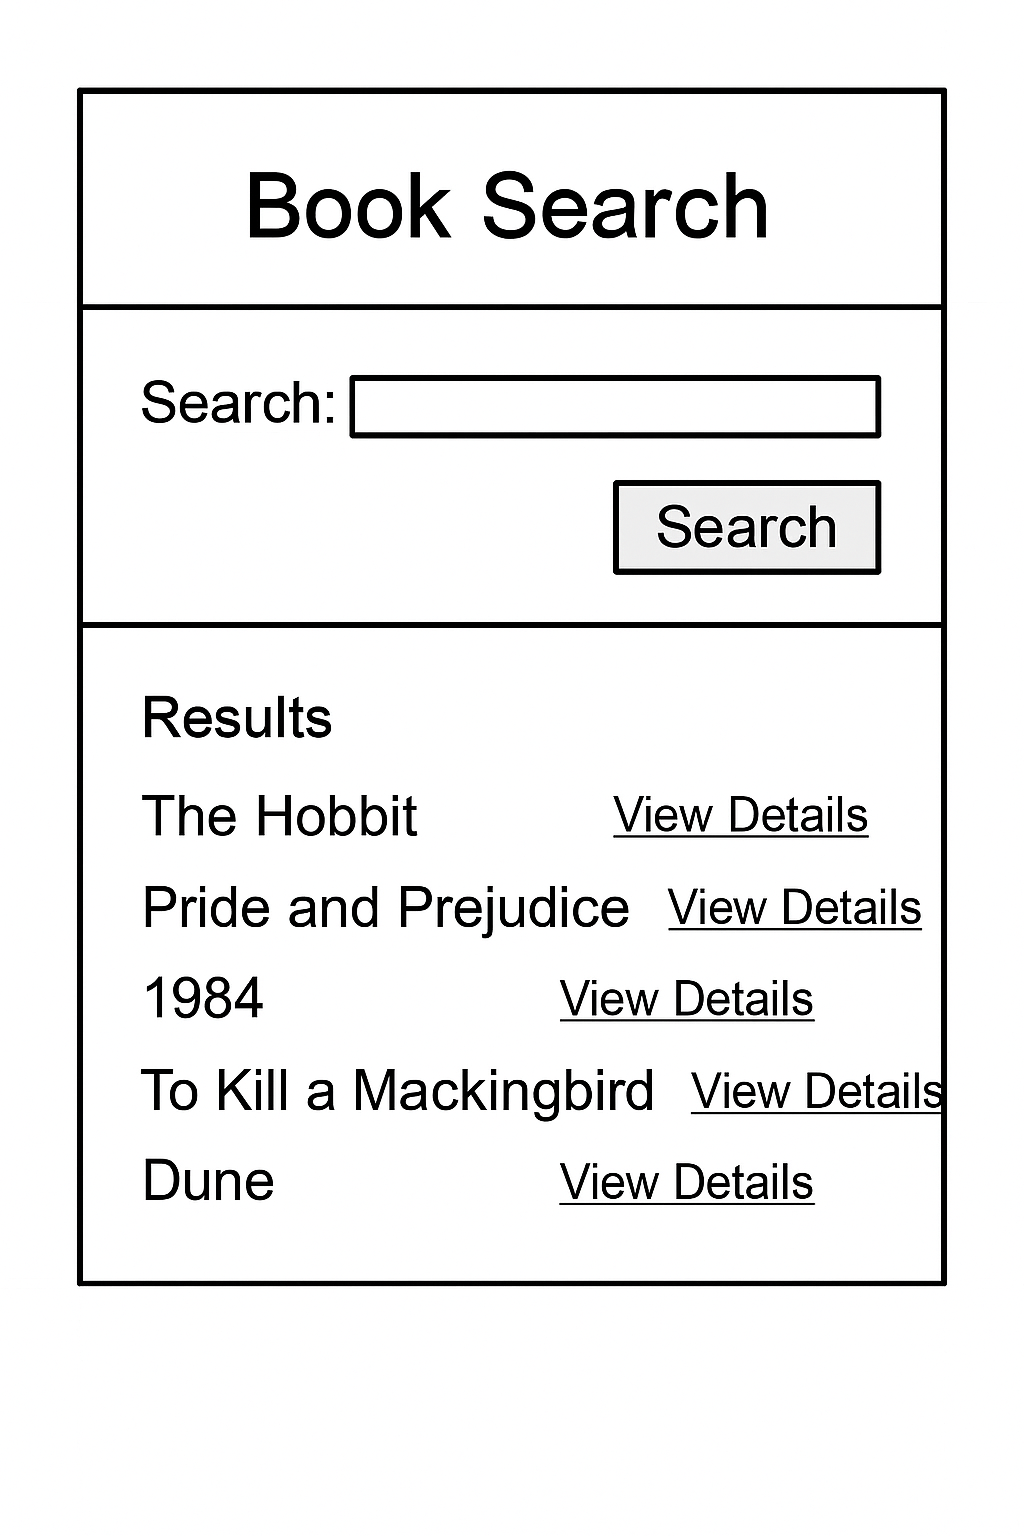 Book Search
Search:
Search
Results
The Hobbit View Details
Pride and Prejudice View Details
1984 View Details
To Kill a Mackingbird View Details
Dune View Details